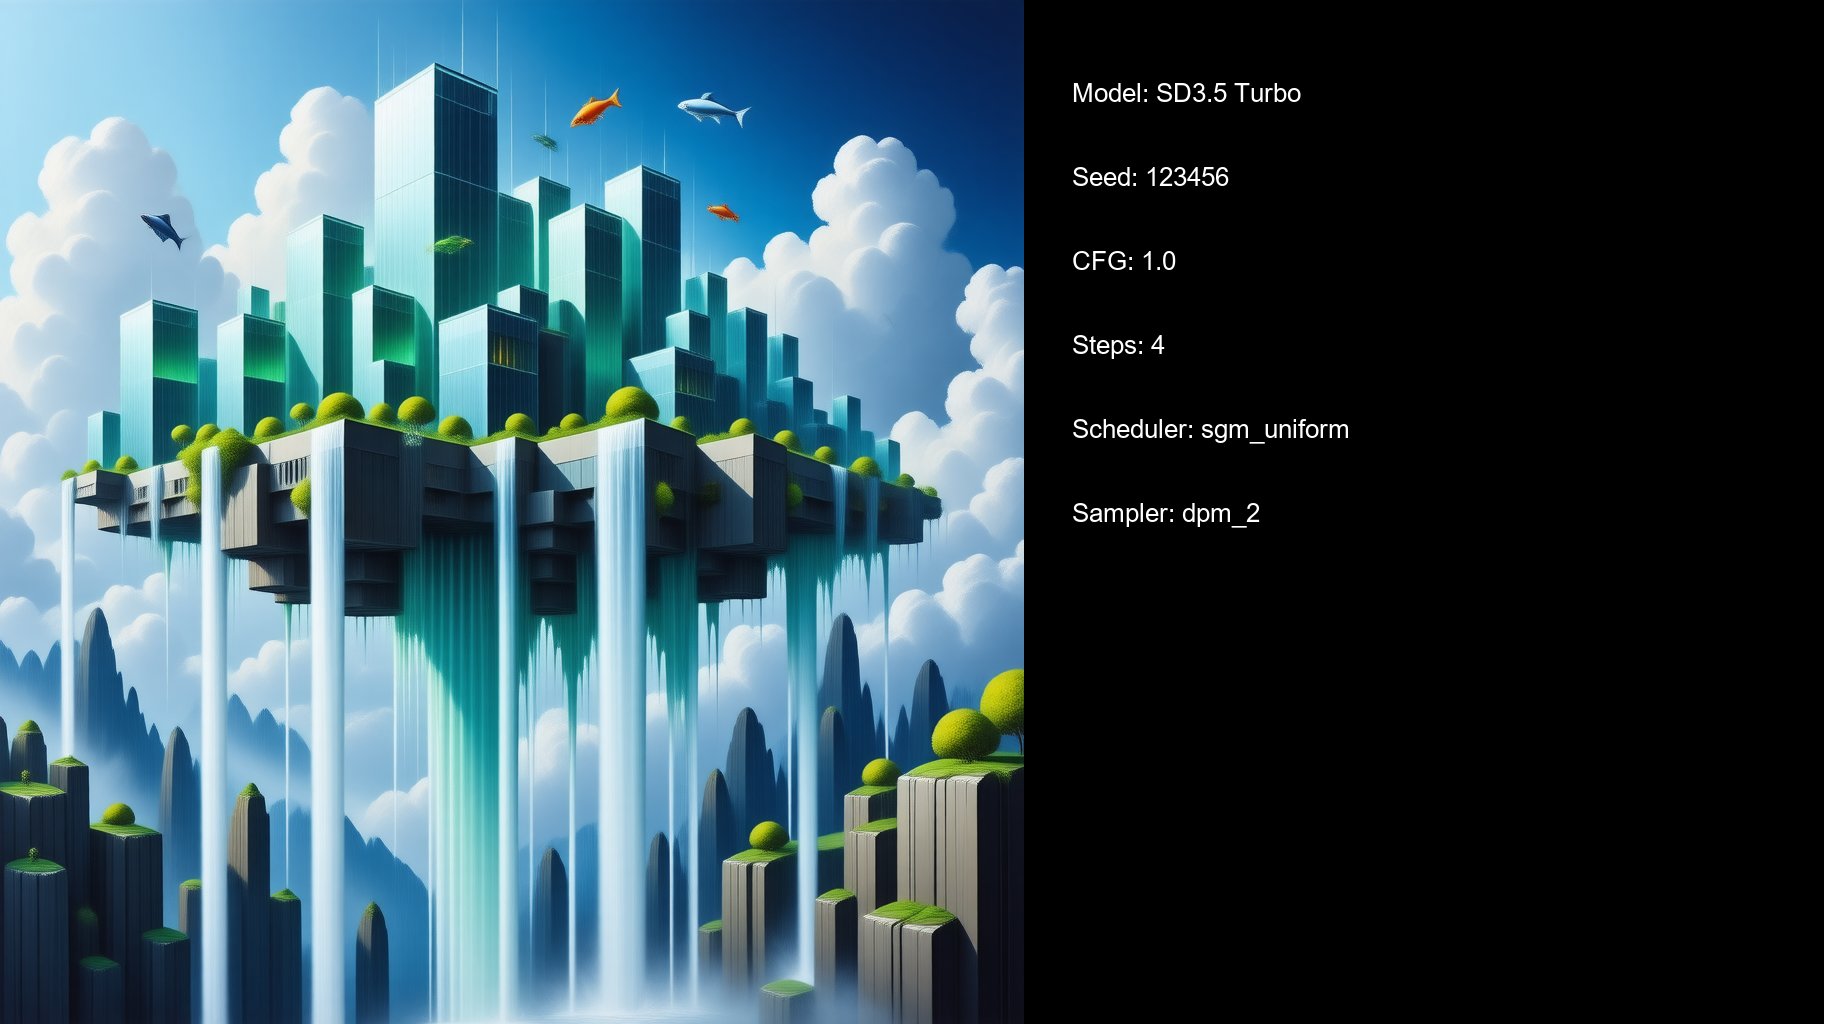 Model: SD3.5 Turbo
Seed: 123456
CFG: 1.0
Steps: 4
Scheduler: sgm_uniform
Sampler: dpm_2